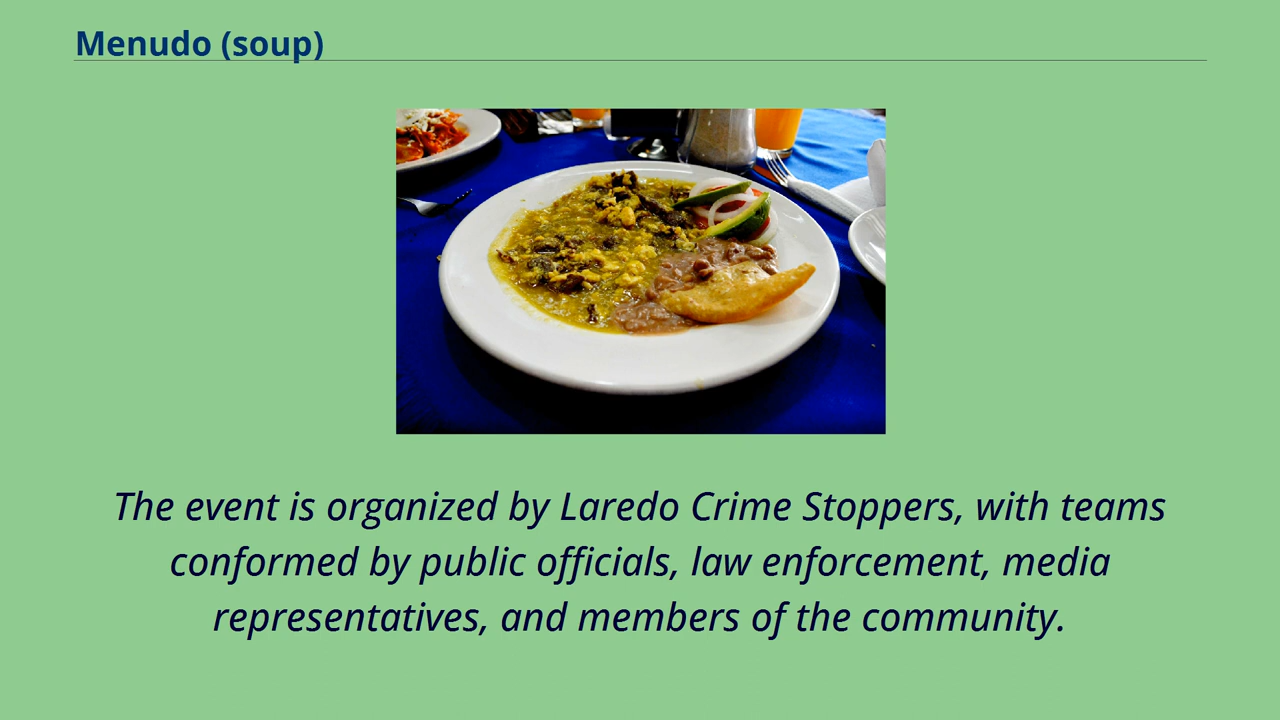 Menudo (soup)
The event is organized by Laredo Crime Stoppers, with teams
conformed by public officials, law enforcement, media
representatives, and members of the community.